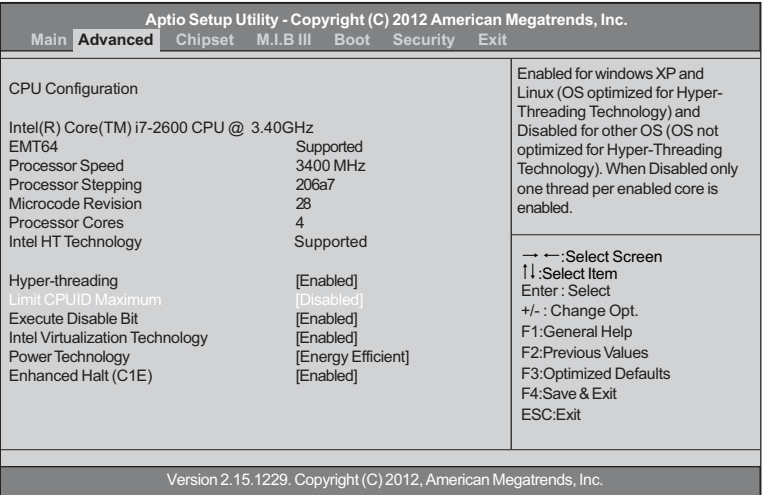 Aptio Setup Utility - Copyright (C) 2012 American Megatrends, Inc.
Main Advanced Chipset M.I.B III Boot Security Exit
CPU Configuration
Intel(R) Core(TM) i7-2600 CPU @ 3.40GHz
EMT64 Supported
Processor Speed 3400 MHz
Processor Stepping 206a7
Microcode Revision 28
Processor Cores 4
Intel HT Technology Supported
Hyper-threading [Enabled]
Limit CPUID Maximum [Disabled]
Execute Disable Bit [Enabled]
Intel Virtualization Technology [Enabled]
Power Technology [Energy Efficient]
Enhanced Halt (C1E) [Enabled]
Enabled for windows XP and
Linux (OS optimized for Hyper-
Threading Technology) and
Disabled for other OS (OS not
optimized for Hyper-Threading
Technology). When Disabled only
one thread per enabled core is
enabled.
→ ←:Select Screen
↑↓:Select Item
Enter : Select
+/- : Change Opt.
F1:General Help
F2:Previous Values
F3:Optimized Defaults
F4:Save & Exit
ESC:Exit
Version 2.15.1229. Copyright (C) 2012, American Megatrends, Inc.